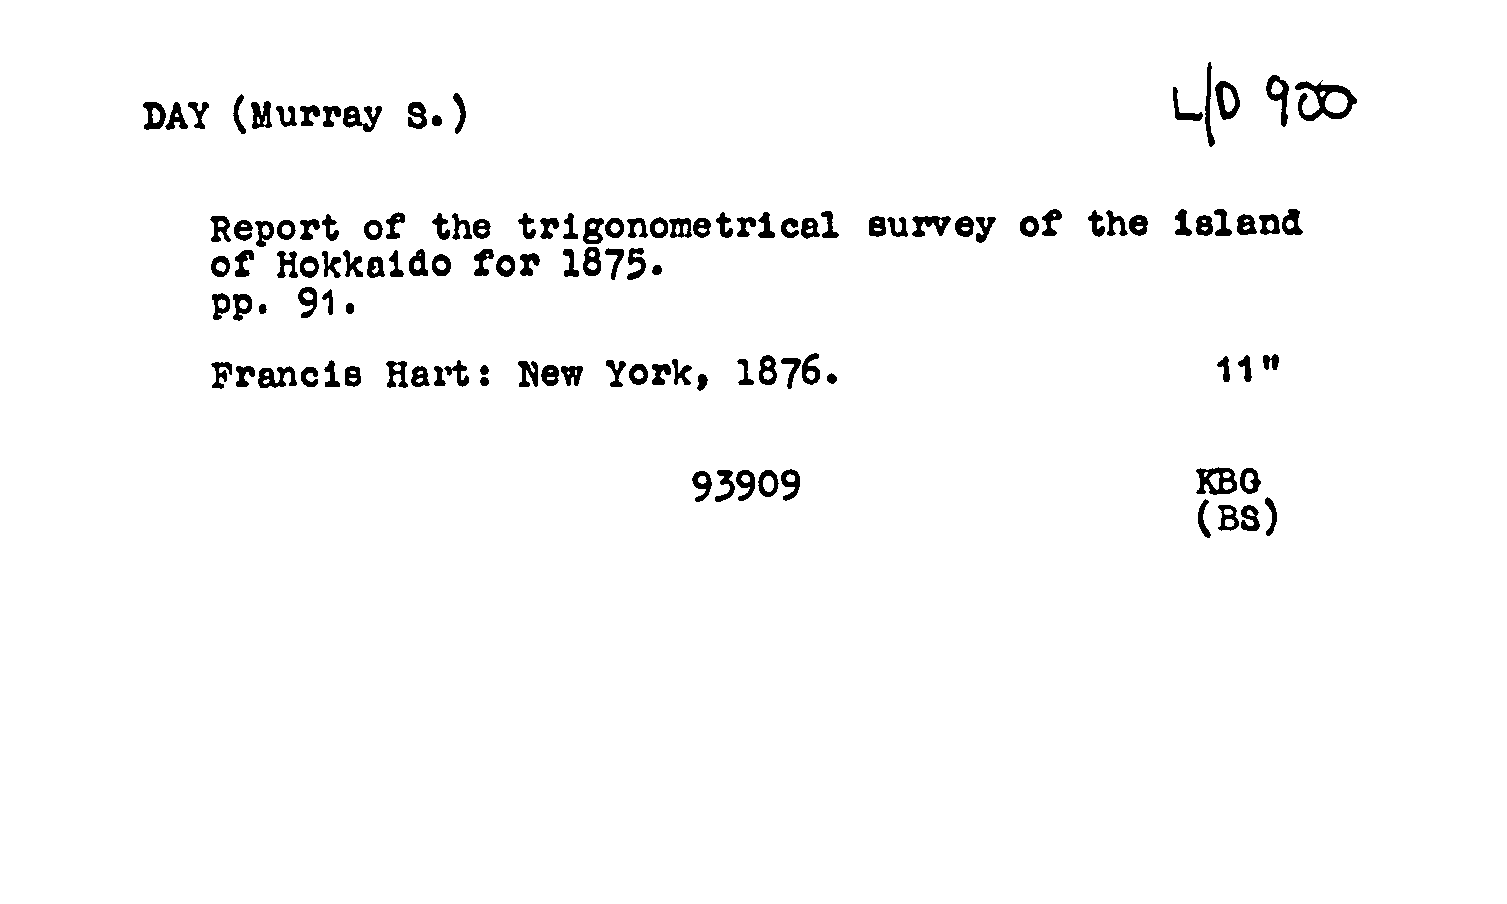 DAY (Murray S.)
L/D 900
Report of the trigonometrical survey of the island
of Hokkaido for 1875.
pp. 91.
Francis Hart: New York, 1876.
11"
93909
KBG
(BS)